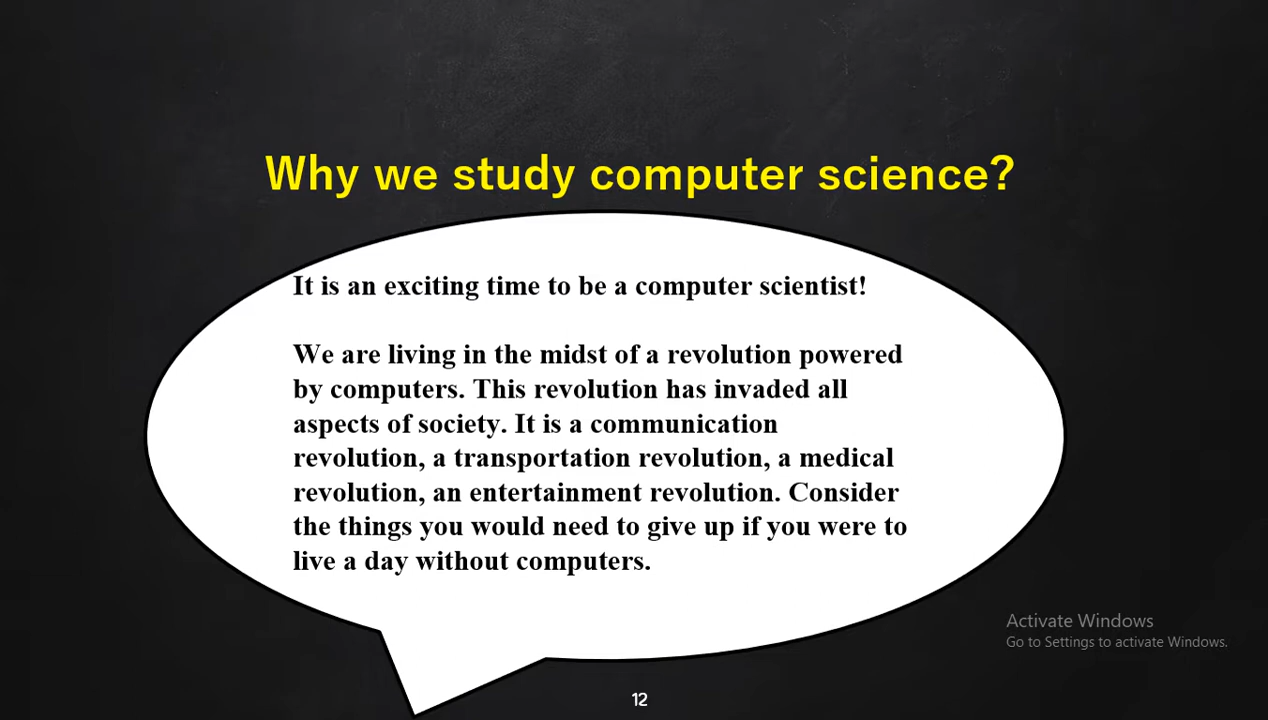 Why we study computer science?
It is an exciting time to be a computer scientist!
We are living in the midst of a revolution powered
by computers. This revolution has invaded all
aspects of society. It is a communication
revolution, a transportation revolution, a medical
revolution, an entertainment revolution. Consider
the things you would need to give up if you were to
live a day without computers.
Activate Windows
Go to Settings to activate Windows.
12